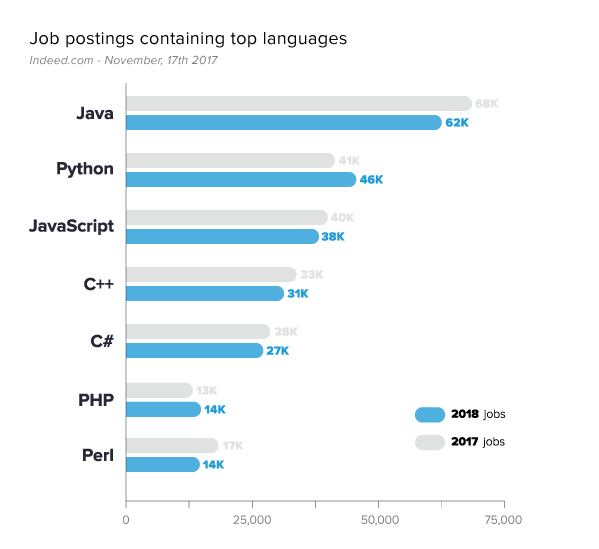 Job postings containing top languages
Indeed.com - November, 17th 2017
Java
68K
62K
Python
41K
46K
JavaScript
40K
38K
C++
33K
31K
C#
28K
27K
PHP
13K
14K
Perl
17K
14K
2018 jobs
2017 jobs
0 25,000 50,000 75,000